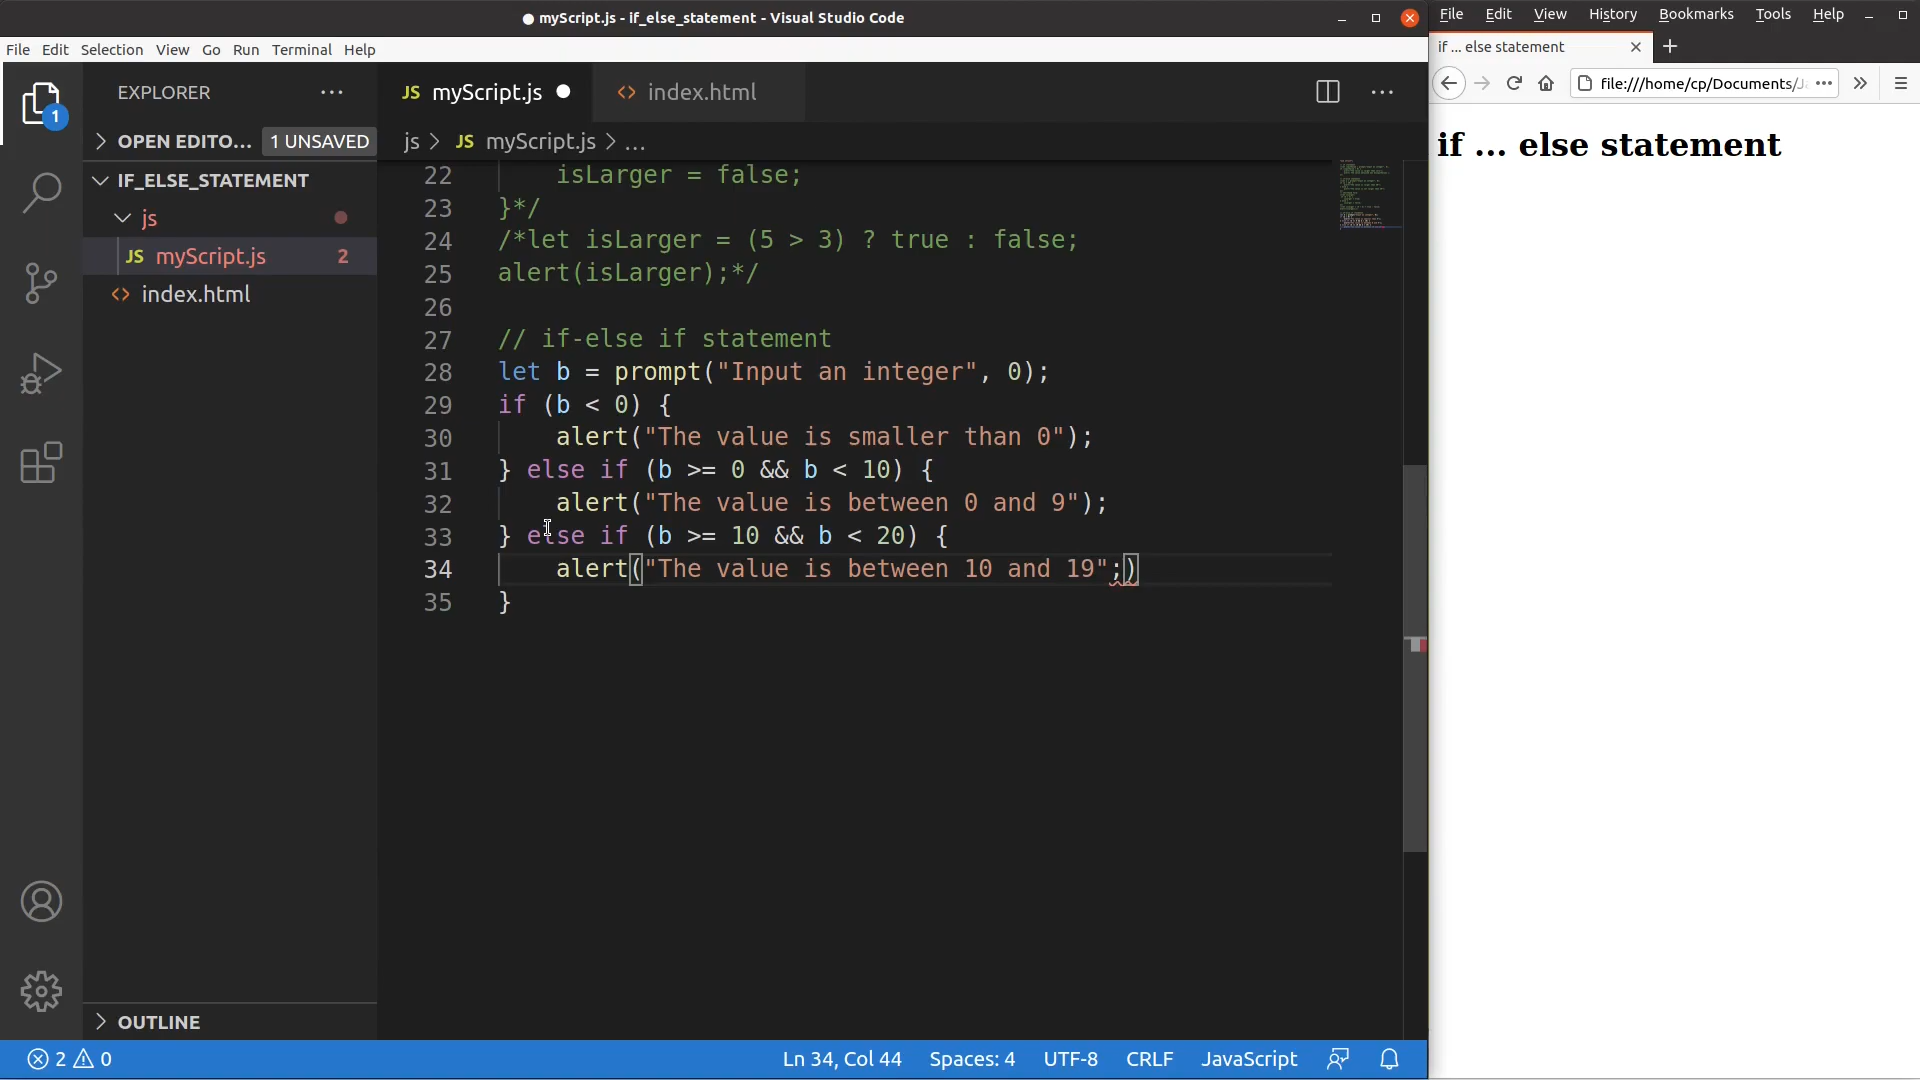 myScript.js - if_else_statement - Visual Studio Code
File Edit Selection View Go Run Terminal Help
1
EXPLORER
OPEN EDITO... 1 UNSAVED
IF_ELSE_STATEMENT
js
JS myScript.js 2
index.html
OUTLINE
JS myScript.js
index.html
js > JS myScript.js > ...
22 isLarger = false;
23 }*/
24 /*let isLarger = (5 > 3) ? true : false;
25 alert(isLarger);*/
26
27 // if-else if statement
28 let b = prompt("Input an integer", 0);
29 if (b < 0) {
30 alert("The value is smaller than 0");
31 } else if (b >= 0 && b < 10) {
32 alert("The value is between 0 and 9");
33 } else if (b >= 10 && b < 20) {
34 alert("The value is between 10 and 19";)
35 }
2 0 Ln 34, Col 44 Spaces: 4 UTF-8 CRLF JavaScript
File Edit View History Bookmarks Tools Help
if ... else statement
file:///home/cp/Documents/J
if ... else statement